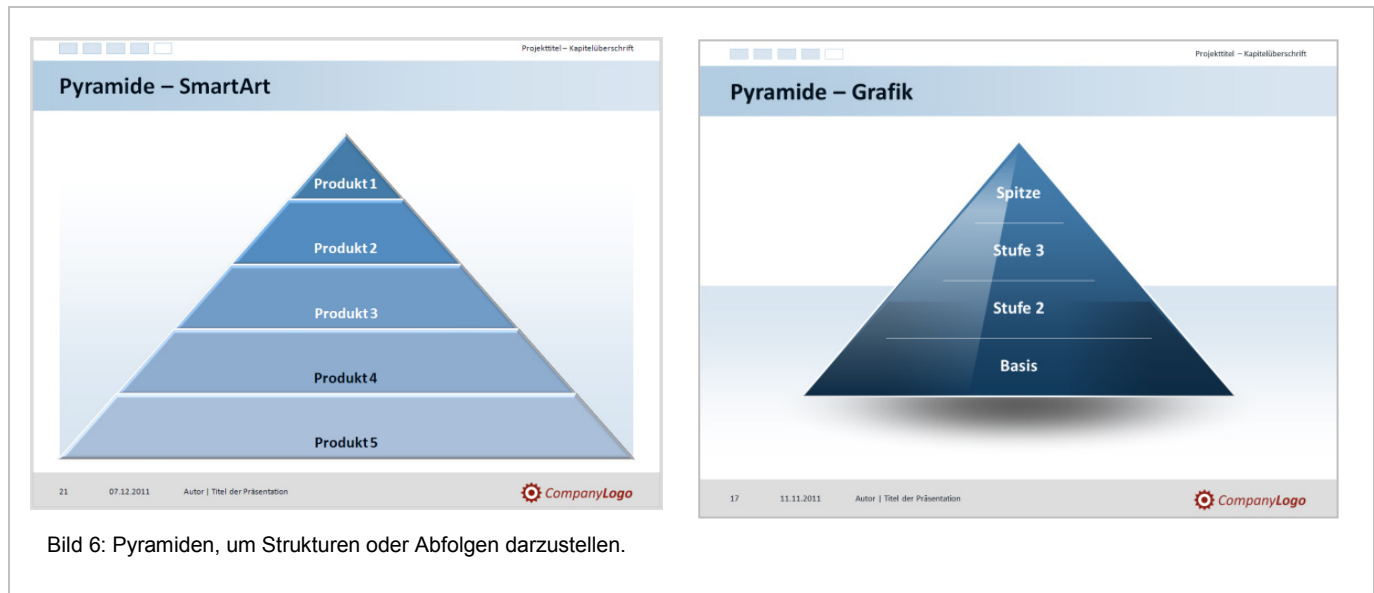 Projekttitel – Kapitelüberschrift
Pyramide – SmartArt
Produkt 1
Produkt 2
Produkt 3
Produkt 4
Produkt 5
21 07.12.2011 Autor | Titel der Präsentation CompanyLogo
Projekttitel – Kapitelüberschrift
Pyramide – Grafik
Spitze
Stufe 3
Stufe 2
Basis
17 11.11.2011 Autor | Titel der Präsentation CompanyLogo
Bild 6: Pyramiden, um Strukturen oder Abfolgen darzustellen.